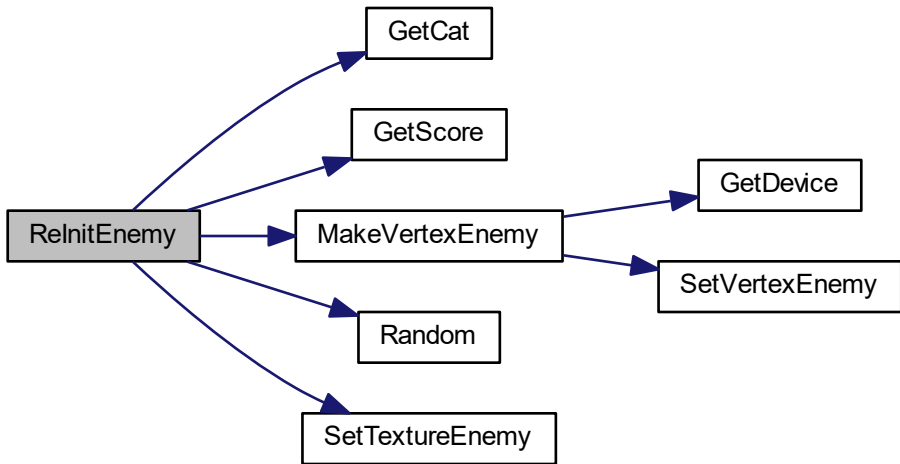 GetCat
GetScore
GetDevice
ReInitEnemy
MakeVertexEnemy
SetVertexEnemy
Random
SetTextureEnemy